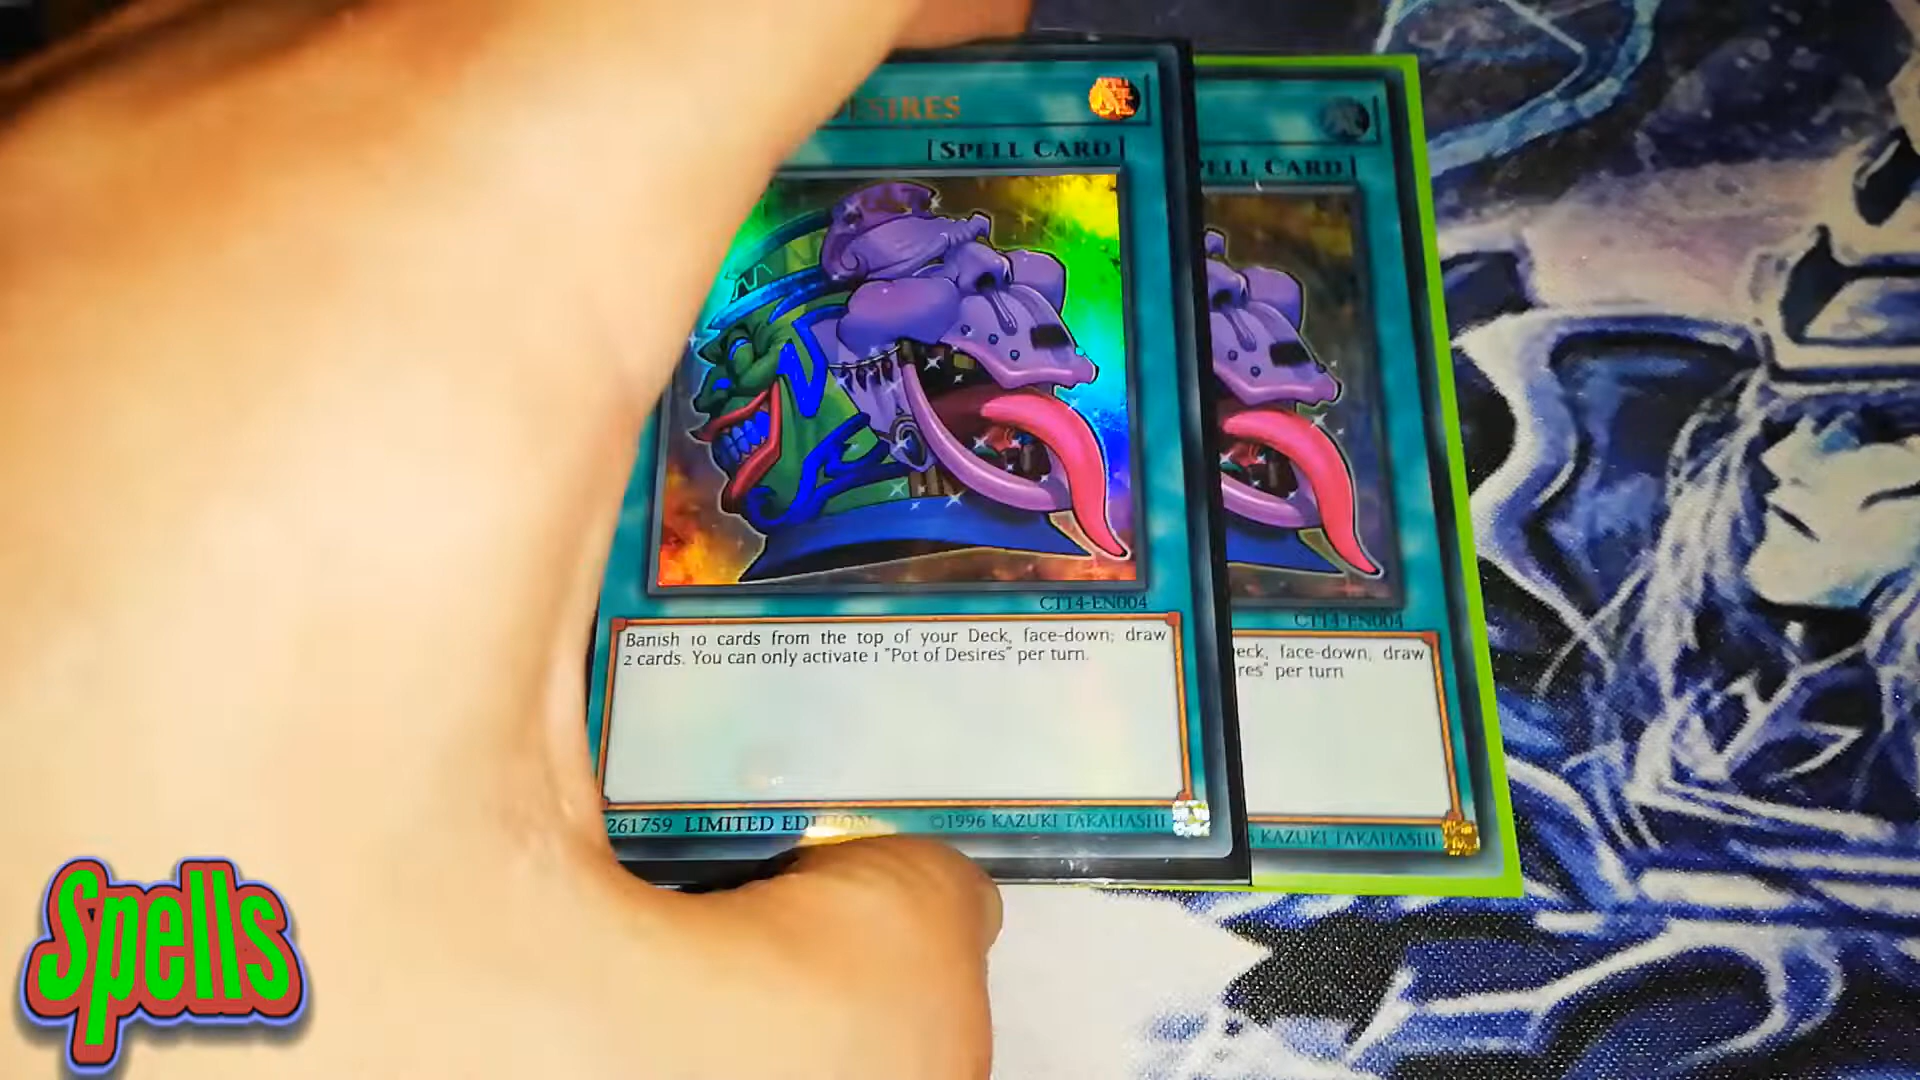 DESIRES
[SPELL CARD]
CT14-EN004
Banish 10 cards from the top of your Deck, face-down; draw
2 cards. You can only activate 1 "Pot of Desires" per turn.
261759 LIMITED EDITION
©1996 KAZUKI TAKAHASHI
PELL CARD]
CT14-EN004
eck, face-down, draw
res" per turn
6 KAZUKI TAKAHASHI
Spells